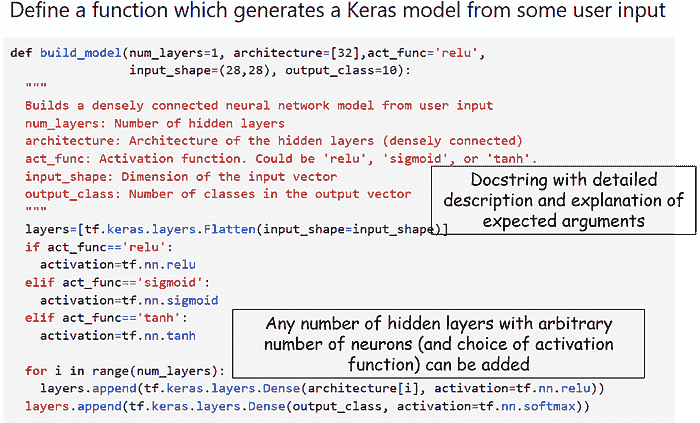 Define a function which generates a Keras model from some user input
def build_model(num_layers=1, architecture=[32],act_func='relu',
input_shape=(28,28), output_class=10):
"""
Builds a densely connected neural network model from user input
num_layers: Number of hidden layers
architecture: Architecture of the hidden layers (densely connected)
act_func: Activation function. Could be 'relu', 'sigmoid', or 'tanh'.
input_shape: Dimension of the input vector
output_class: Number of classes in the output vector
"""
Docstring with detailed
description and explanation of
expected arguments
layers=[tf.keras.layers.Flatten(input_shape=input_shape)]
if act_func=='relu':
activation=tf.nn.relu
elif act_func=='sigmoid':
activation=tf.nn.sigmoid
elif act_func=='tanh':
activation=tf.nn.tanh
Any number of hidden layers with arbitrary
number of neurons (and choice of activation
function) can be added
for i in range(num_layers):
layers.append(tf.keras.layers.Dense(architecture[i], activation=tf.nn.relu))
layers.append(tf.keras.layers.Dense(output_class, activation=tf.nn.softmax))